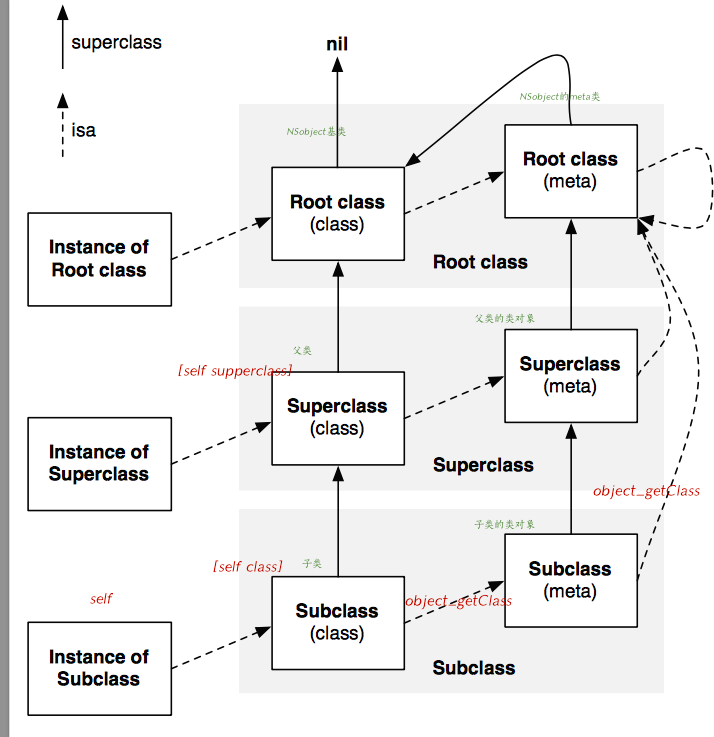 superclass
nil
NSobject的meta类
isa
NSobject基类
Root class
(meta)
Root class
(class)
Instance of
Root class
Root class
父类的类对象
父类
[self supperclass]
Superclass
(meta)
Superclass
(class)
Instance of
Superclass
Superclass
object_getClass
子类的类对象
[self class]
子类
Subclass
(meta)
self
object_getClass
Subclass
(class)
Instance of
Subclass
Subclass